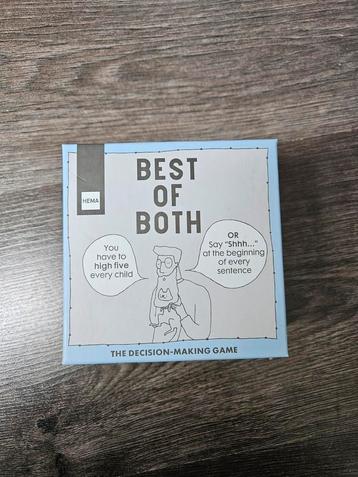 HEMA
BEST
OF
BOTH
You
have to
high five
every child
OR
Say "Shhh..."
at the beginning
of every
sentence
THE DECISION-MAKING GAME